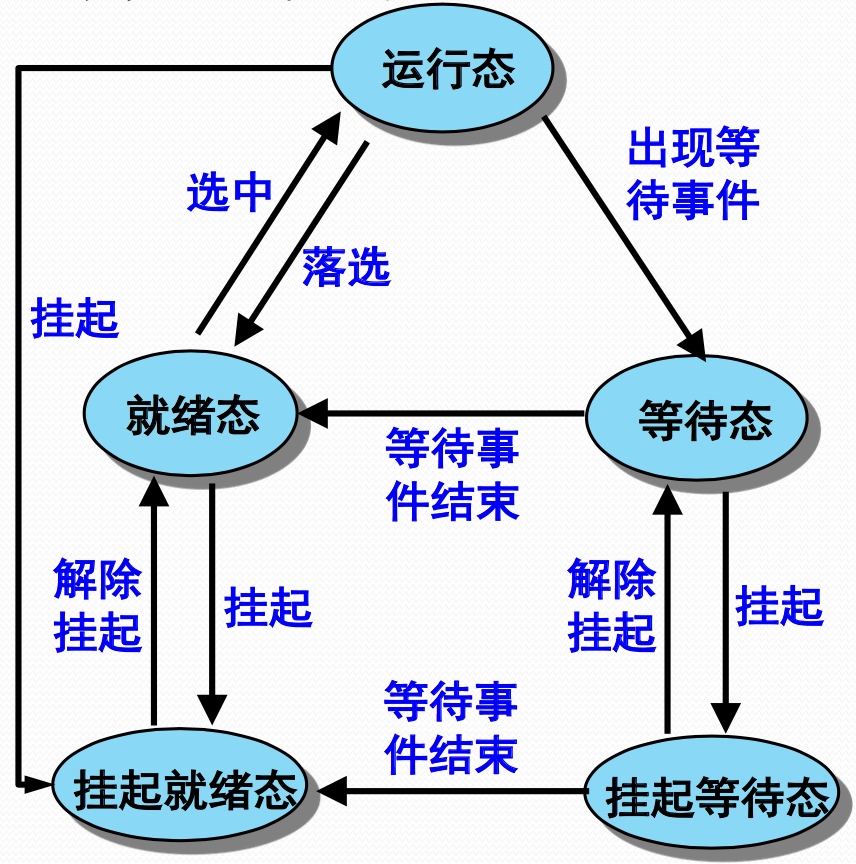 运行态
出现等
待事件
选中
落选
挂起
就绪态
等待态
等待事
件结束
解除
挂起
挂起
解除
挂起
挂起
等待事
件结束
挂起就绪态
挂起等待态